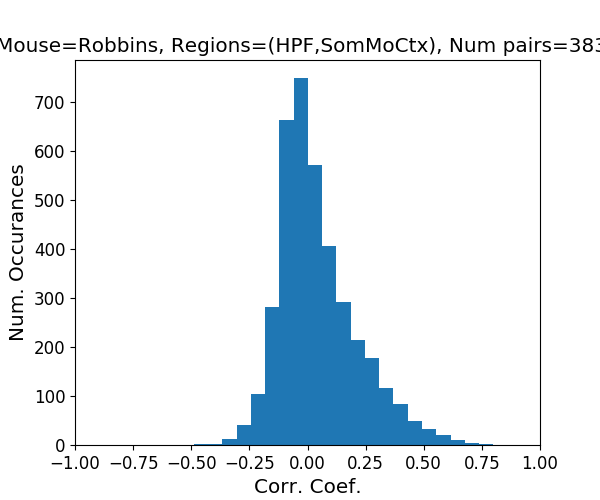 Mouse=Robbins, Regions=(HPF,SomMoCtx), Num pairs=383
700
600
500
400
300
200
100
0
Num. Occurances
−1.00 −0.75 −0.50 −0.25 0.00 0.25 0.50 0.75 1.00
Corr. Coef.